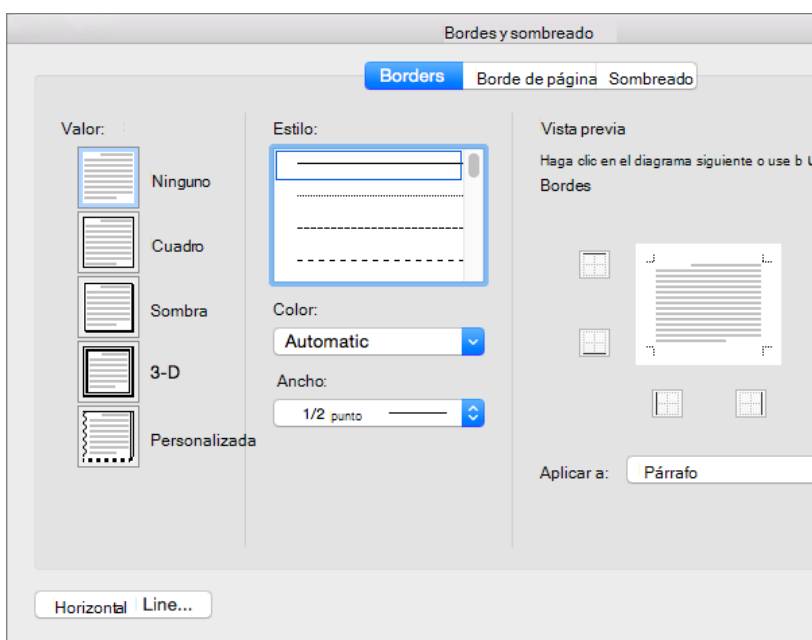 Bordes y sombreado
Borders Borde de página Sombreado
Valor:
Ninguno
Cuadro
Sombra
3-D
Personalizada
Estilo:
Color:
Automatic
Ancho:
1/2 punto
Vista previa
Haga clic en el diagrama siguiente o use b
Bordes
Aplicar a: Párrafo
Horizontal Line...